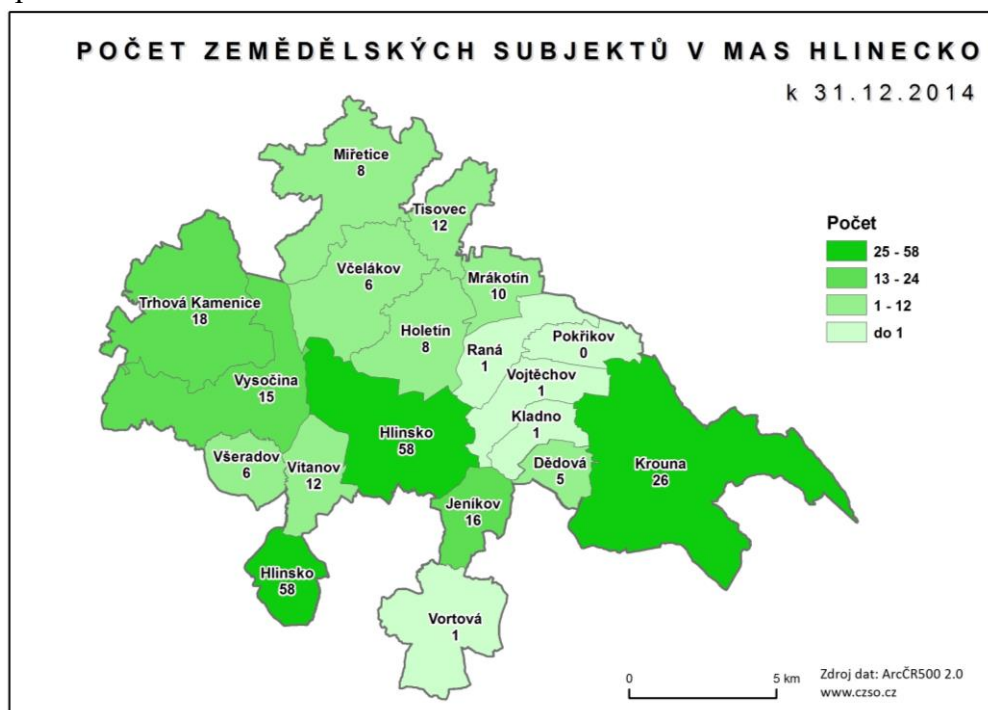 POČET ZEMĚDĚLSKÝCH SUBJEKTŮ V MAS HLINECKO
k 31.12.2014
Miřetice
8
Tisovec
12
Včelákov
6
Mrákotín
10
Trhová Kamenice
18
Holetín
8
Raná
1
Pokřikov
0
Vojtěchov
1
Vysočina
15
Kladno
1
Hlinsko
58
Všeradov
6
Vítanov
12
Dědová
5
Krouna
26
Jeníkov
16
Hlinsko
58
Vortová
1
Počet
25 - 58
13 - 24
1 - 12
do 1
0
5 km
Zdroj dat: ArcČR500 2.0
www.czso.cz